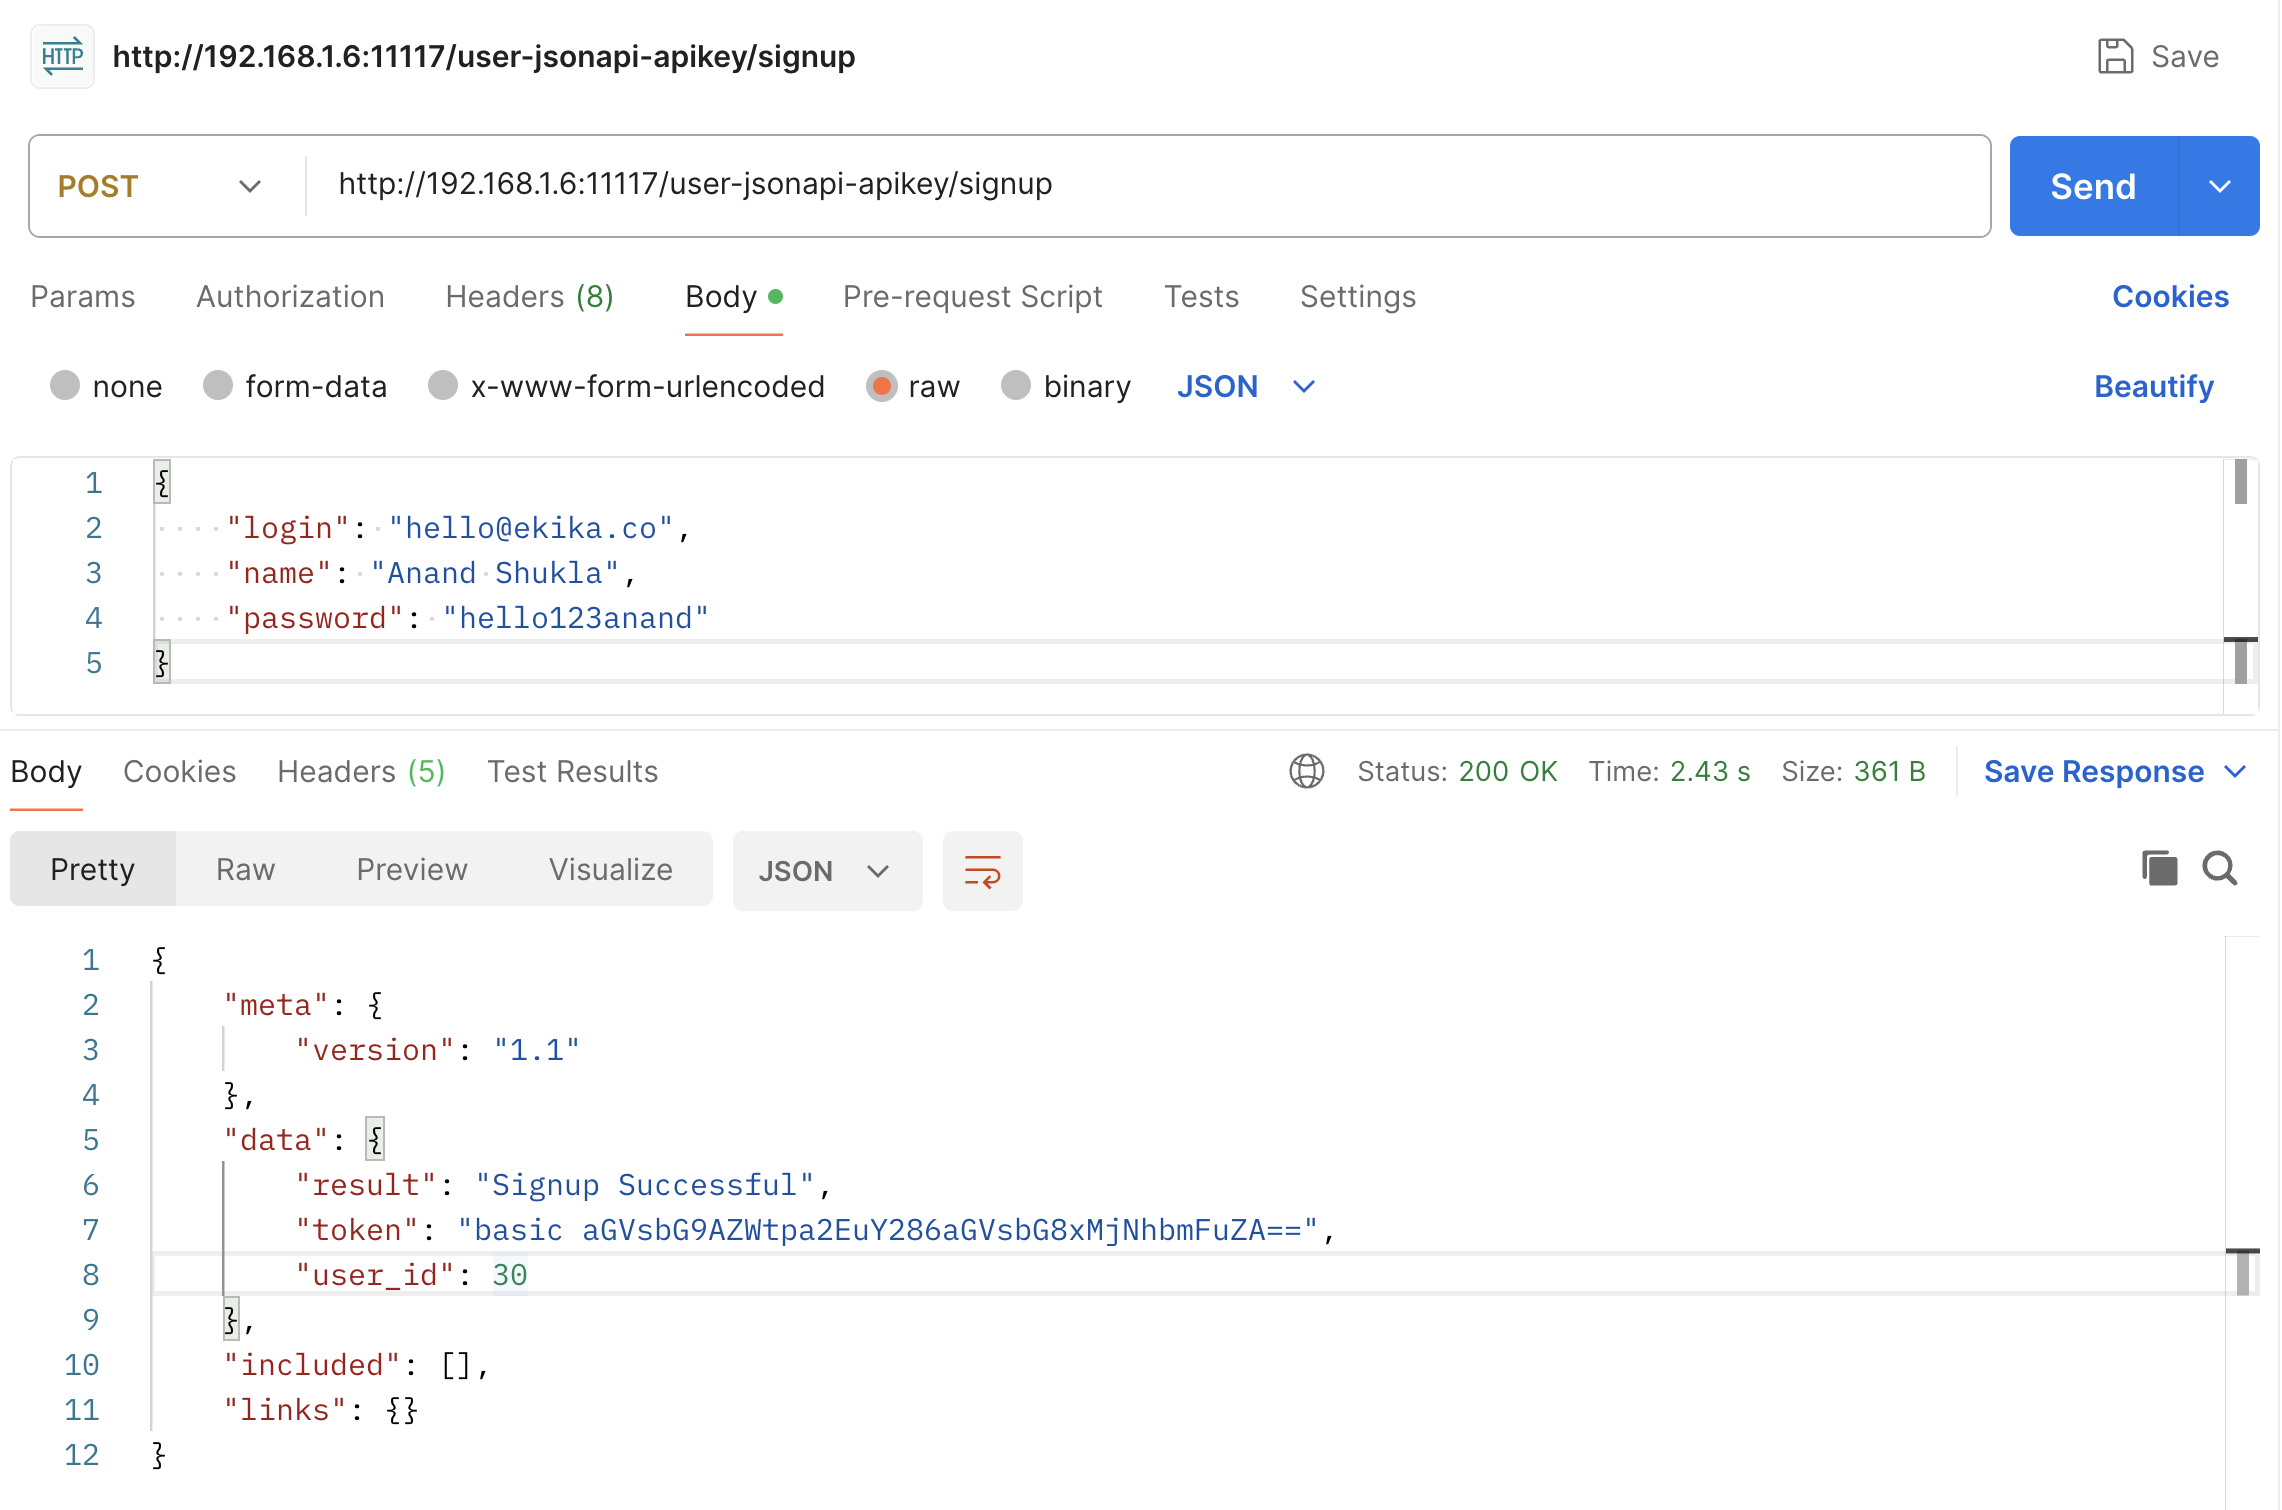 HTTP http://192.168.1.6:11117/user-jsonapi-apikey/signup Save
POST http://192.168.1.6:11117/user-jsonapi-apikey/signup Send
Params Authorization Headers (8) Body Pre-request Script Tests Settings Cookies
none form-data x-www-form-urlencoded raw binary JSON Beautify
1 {
2 "login": "hello@ekika.co",
3 "name": "Anand Shukla",
4 "password": "hello123anand"
5 }
Body Cookies Headers (5) Test Results Status: 200 OK Time: 2.43 s Size: 361 B Save Response
Pretty Raw Preview Visualize JSON
1 {
2 "meta": {
3 "version": "1.1"
4 },
5 "data": {
6 "result": "Signup Successful",
7 "token": "basic aGVsbG9AZWtpa2EuY286aGVsbG8xMjNhbmFuZA==",
8 "user_id": 30
9 },
10 "included": [],
11 "links": {}
12 }